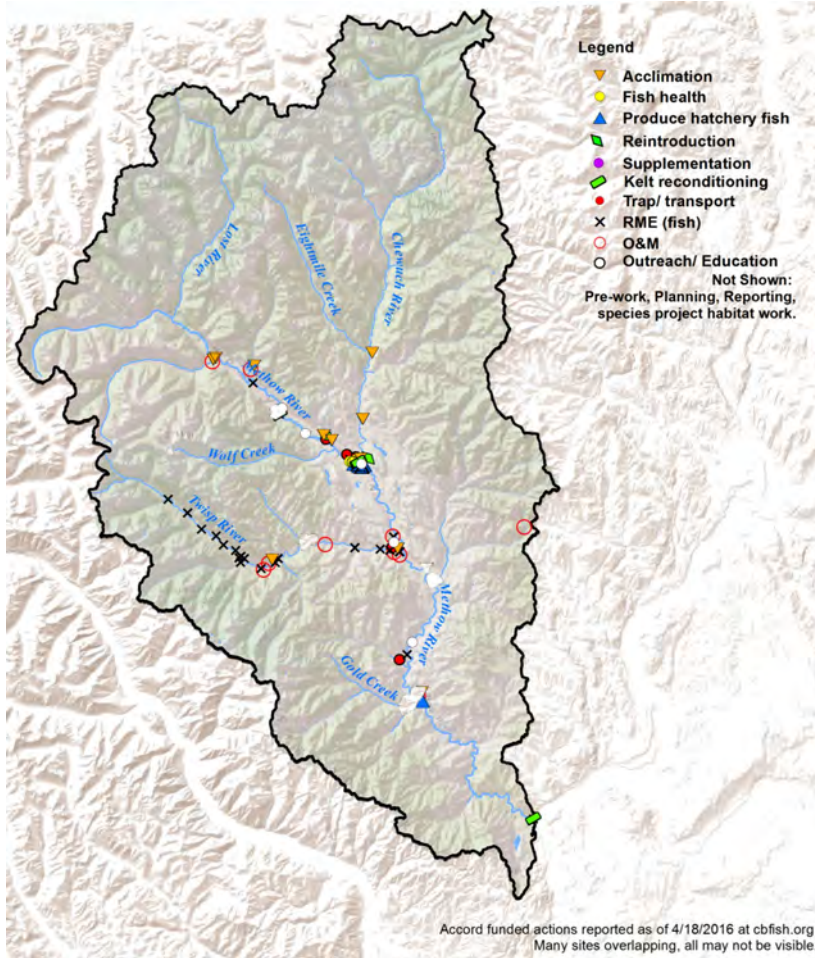 Legend
Acclimation
Fish health
Produce hatchery fish
Reintroduction
Supplementation
Kelt reconditioning
Trap/ transport
RME (fish)
O&M
Outreach/ Education
Not Shown:
Pre-work, Planning, Reporting,
species project habitat work.
Lost River
Eightmile Creek
Chewuch River
Methow River
Wolf Creek
Twisp River
Methow River
Gold Creek
Accord funded actions reported as of 4/18/2016 at cbfish.org
Many sites overlapping, all may not be visible